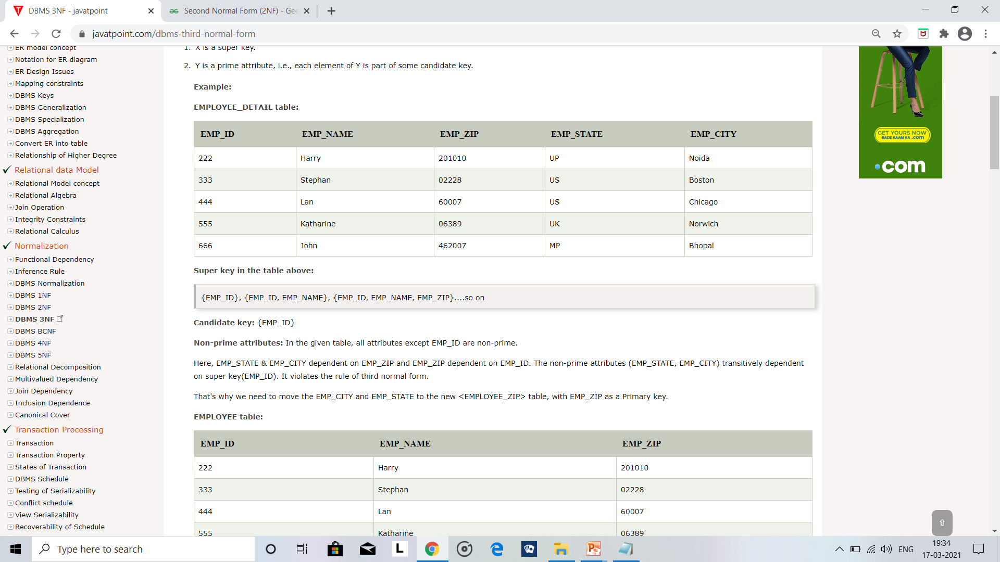 DBMS 3NF - javatpoint
Second Normal Form (2NF) - Gee
javatpoint.com/dbms-third-normal-form
ER model concept
Notation for ER diagram
ER Design Issues
Mapping constraints
DBMS Keys
DBMS Generalization
DBMS Specialization
DBMS Aggregation
Convert ER into table
Relationship of Higher Degree
Relational data Model
Relational Model concept
Relational Algebra
Join Operation
Integrity Constraints
Relational Calculus
Normalization
Functional Dependency
Inference Rule
DBMS Normalization
DBMS 1NF
DBMS 2NF
DBMS 3NF
DBMS BCNF
DBMS 4NF
DBMS 5NF
Relational Decomposition
Multivalued Dependency
Join Dependency
Inclusion Dependence
Canonical Cover
Transaction Processing
Transaction
Transaction Property
States of Transaction
DBMS Schedule
Testing of Serializability
Conflict schedule
View Serializability
Recoverability of Schedule
1. X is a super key.
2. Y is a prime attribute, i.e., each element of Y is part of some candidate key.
Example:
EMPLOYEE_DETAIL table:
EMP_ID EMP_NAME EMP_ZIP EMP_STATE EMP_CITY
222 Harry 201010 UP Noida
333 Stephan 02228 US Boston
444 Lan 60007 US Chicago
555 Katharine 06389 UK Norwich
666 John 462007 MP Bhopal
Super key in the table above:
{EMP_ID}, {EMP_ID, EMP_NAME}, {EMP_ID, EMP_NAME, EMP_ZIP}....so on
Candidate key: {EMP_ID}
Non-prime attributes: In the given table, all attributes except EMP_ID are non-prime.
Here, EMP_STATE & EMP_CITY dependent on EMP_ZIP and EMP_ZIP dependent on EMP_ID. The non-prime attributes (EMP_STATE, EMP_CITY) transitively dependent
on super key(EMP_ID). It violates the rule of third normal form.
That's why we need to move the EMP_CITY and EMP_STATE to the new <EMPLOYEE_ZIP> table, with EMP_ZIP as a Primary key.
EMPLOYEE table:
EMP_ID EMP_NAME EMP_ZIP
222 Harry 201010
333 Stephan 02228
444 Lan 60007
555 Katharine 06389
GET YOURS NOW
BADE KAAM KA .com
.com
Type here to search
L
ENG
19:34
17-03-2021